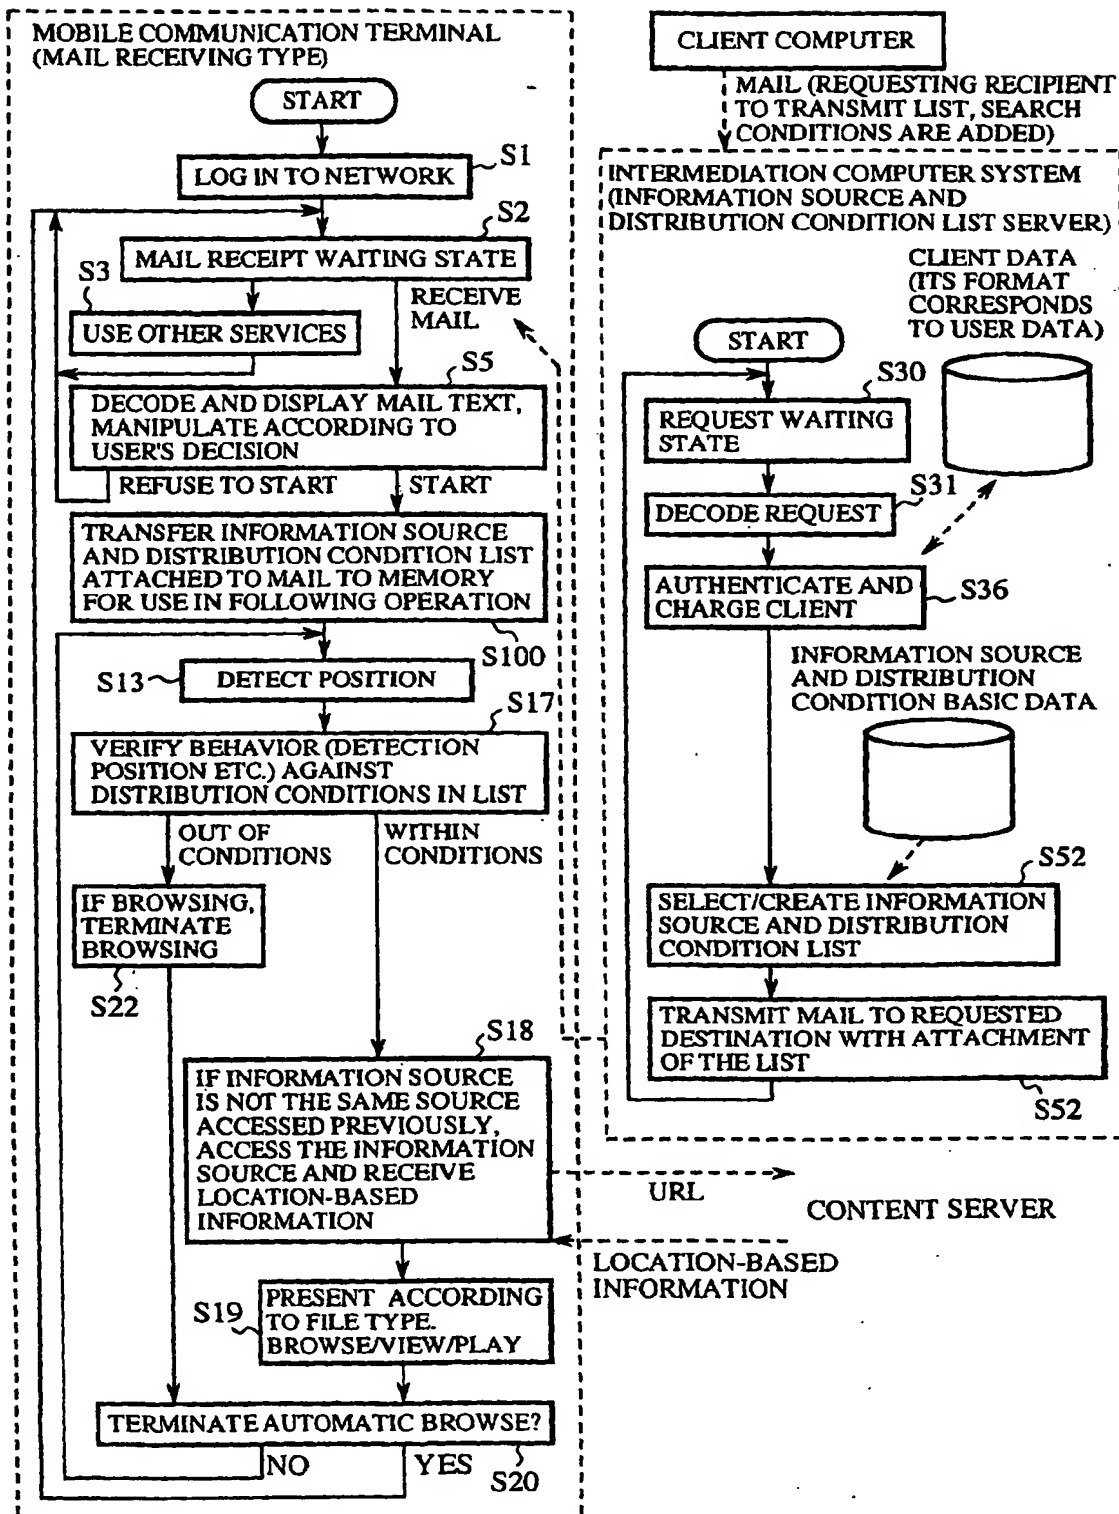 MOBILE COMMUNICATION TERMINAL
(MAIL RECEIVING TYPE)
START
S1
LOG IN TO NETWORK
S2
MAIL RECEIPT WAITING STATE
S3
USE OTHER SERVICES
RECEIVE
MAIL
S5
DECODE AND DISPLAY MAIL TEXT,
MANIPULATE ACCORDING TO
USER'S DECISION
REFUSE TO START
START
TRANSFER INFORMATION SOURCE
AND DISTRIBUTION CONDITION LIST
ATTACHED TO MAIL TO MEMORY
FOR USE IN FOLLOWING OPERATION
S100
S13
DETECT POSITION
S17
VERIFY BEHAVIOR (DETECTION
POSITION ETC.) AGAINST
DISTRIBUTION CONDITIONS IN LIST
OUT OF
CONDITIONS
WITHIN
CONDITIONS
IF BROWSING,
TERMINATE
BROWSING
S22
S18
IF INFORMATION SOURCE
IS NOT THE SAME SOURCE
ACCESSED PREVIOUSLY,
ACCESS THE INFORMATION
SOURCE AND RECEIVE
LOCATION-BASED
INFORMATION
S19
PRESENT ACCORDING
TO FILE TYPE.
BROWSE/VIEW/PLAY
TERMINATE AUTOMATIC BROWSE?
NO
YES
S20
CLIENT COMPUTER
MAIL (REQUESTING RECIPIENT
TO TRANSMIT LIST, SEARCH
CONDITIONS ARE ADDED)
INTERMEDIATION COMPUTER SYSTEM
(INFORMATION SOURCE AND
DISTRIBUTION CONDITION LIST SERVER)
CLIENT DATA
(ITS FORMAT
CORRESPONDS
TO USER DATA)
START
S30
REQUEST WAITING
STATE
S31
DECODE REQUEST
AUTHENTICATE AND
CHARGE CLIENT
S36
INFORMATION SOURCE
AND DISTRIBUTION
CONDITION BASIC DATA
S52
SELECT/CREATE INFORMATION
SOURCE AND DISTRIBUTION
CONDITION LIST
TRANSMIT MAIL TO REQUESTED
DESTINATION WITH ATTACHMENT
OF THE LIST
S52
URL
CONTENT SERVER
LOCATION-BASED
INFORMATION